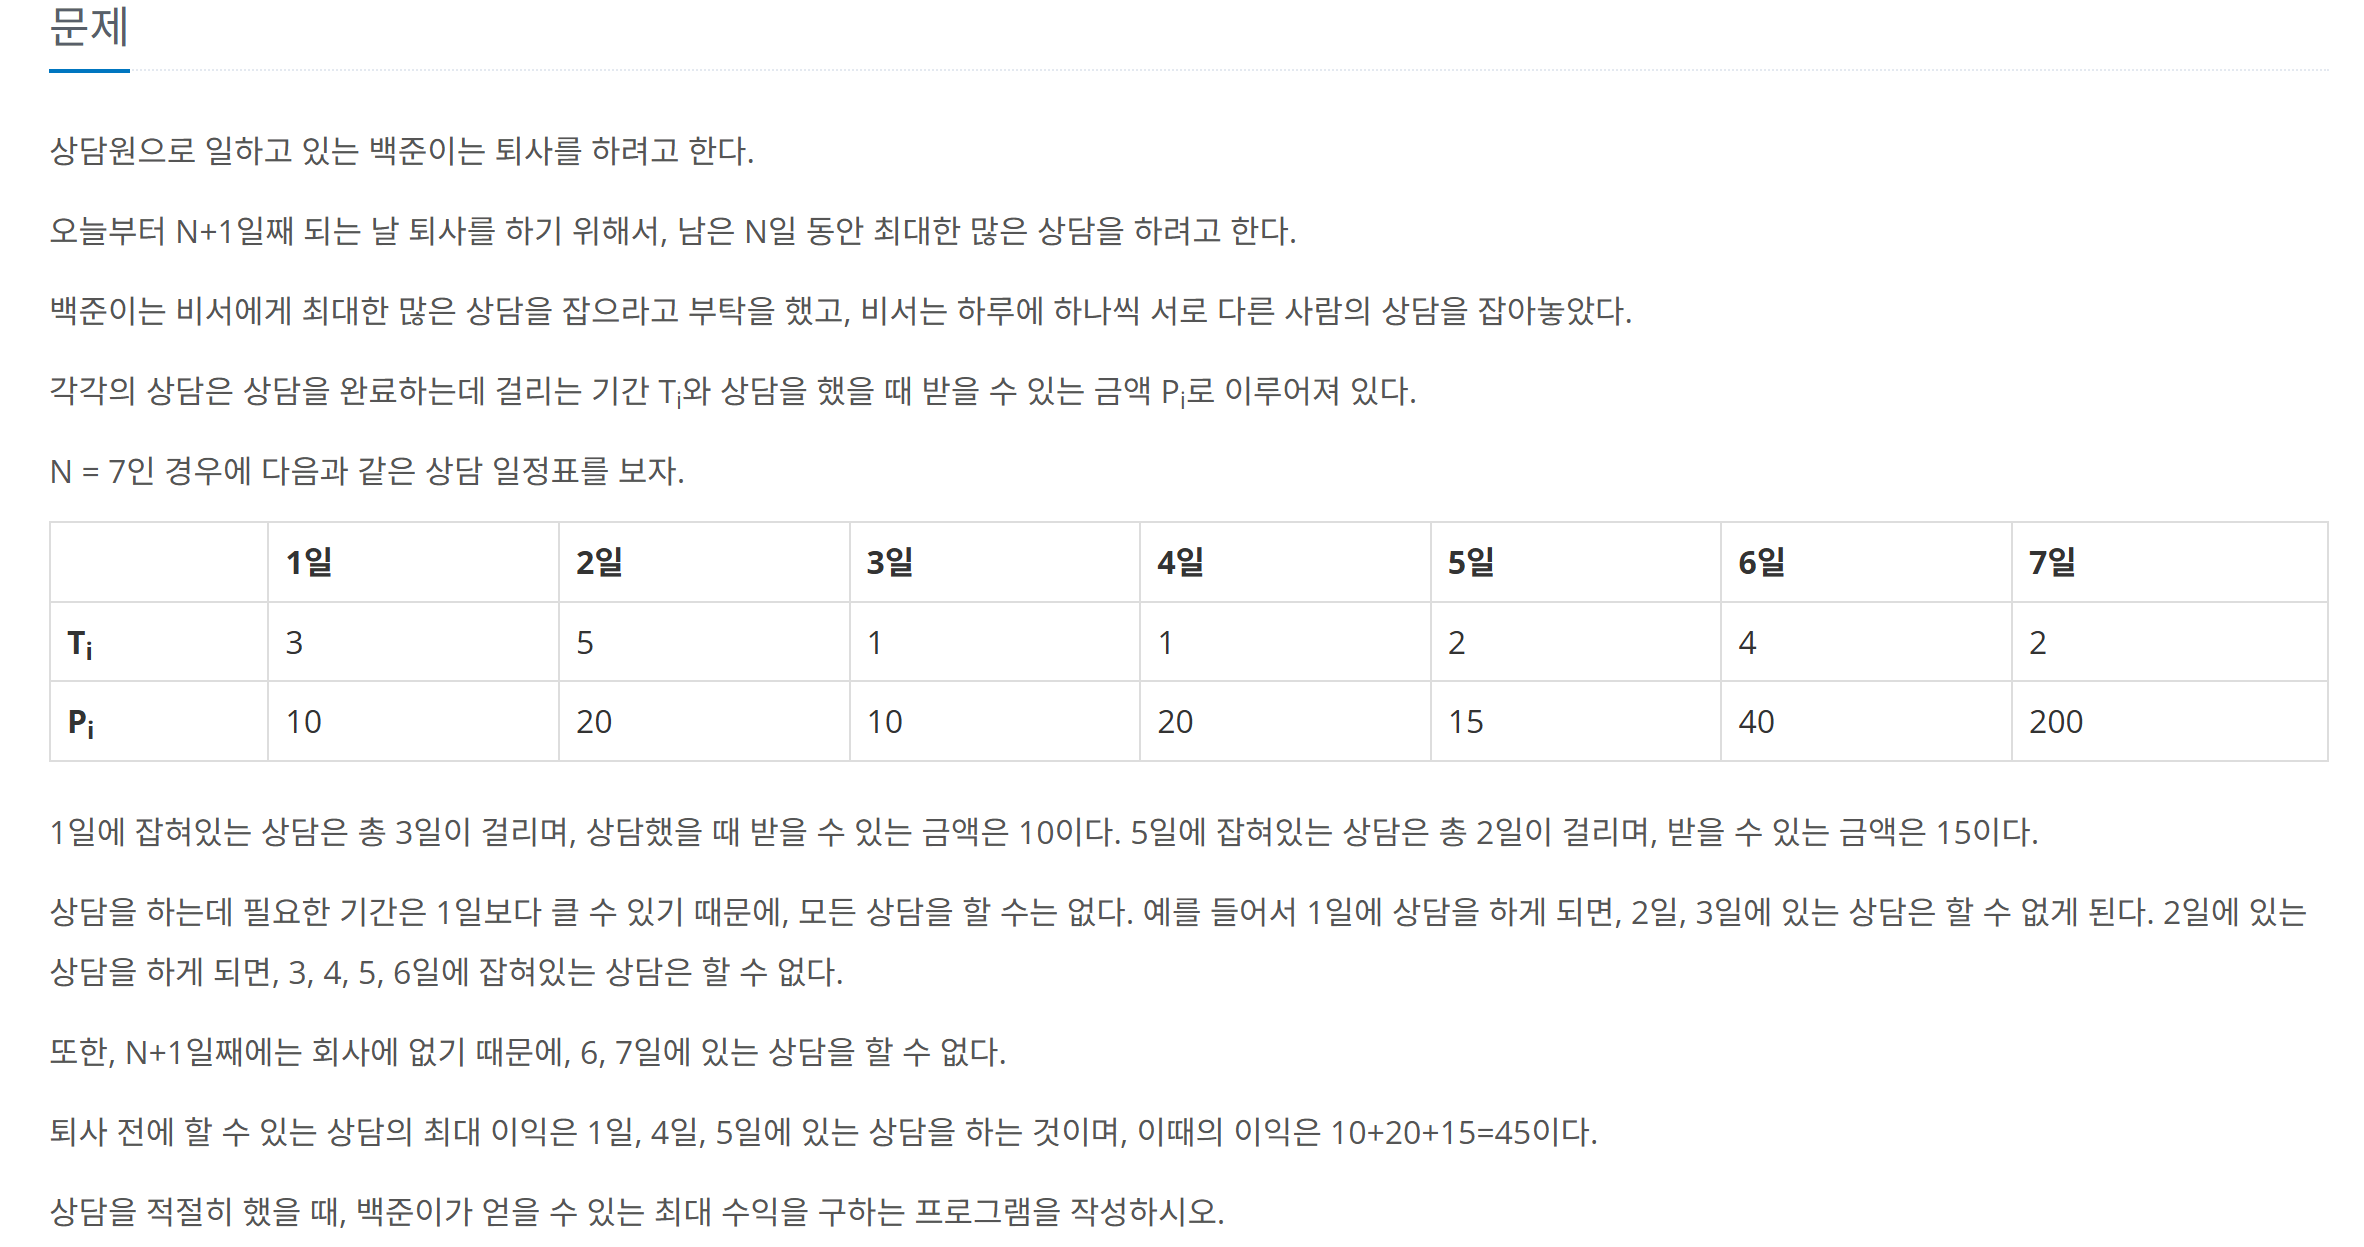 문제
상담원으로 일하고 있는 백준이는 퇴사를 하려고 한다.
오늘부터 N+1일째 되는 날 퇴사를 하기 위해서, 남은 N일 동안 최대한 많은 상담을 하려고 한다.
백준이는 비서에게 최대한 많은 상담을 잡으라고 부탁을 했고, 비서는 하루에 하나씩 서로 다른 사람의 상담을 잡아놓았다.
각각의 상담은 상담을 완료하는데 걸리는 기간 Ti와 상담을 했을 때 받을 수 있는 금액 Pi로 이루어져 있다.
N = 7인 경우에 다음과 같은 상담 일정표를 보자.
1일 2일 3일 4일 5일 6일 7일
Ti 3 5 1 1 2 4 2
Pi 10 20 10 20 15 40 200
1일에 잡혀있는 상담은 총 3일이 걸리며, 상담했을 때 받을 수 있는 금액은 10이다. 5일에 잡혀있는 상담은 총 2일이 걸리며, 받을 수 있는 금액은 15이다.
상담을 하는데 필요한 기간은 1일보다 클 수 있기 때문에, 모든 상담을 할 수는 없다. 예를 들어서 1일에 상담을 하게 되면, 2일, 3일에 있는 상담은 할 수 없게 된다. 2일에 있는
상담을 하게 되면, 3, 4, 5, 6일에 잡혀있는 상담은 할 수 없다.
또한, N+1일째에는 회사에 없기 때문에, 6, 7일에 있는 상담을 할 수 없다.
퇴사 전에 할 수 있는 상담의 최대 이익은 1일, 4일, 5일에 있는 상담을 하는 것이며, 이때의 이익은 10+20+15=45이다.
상담을 적절히 했을 때, 백준이가 얻을 수 있는 최대 수익을 구하는 프로그램을 작성하시오.